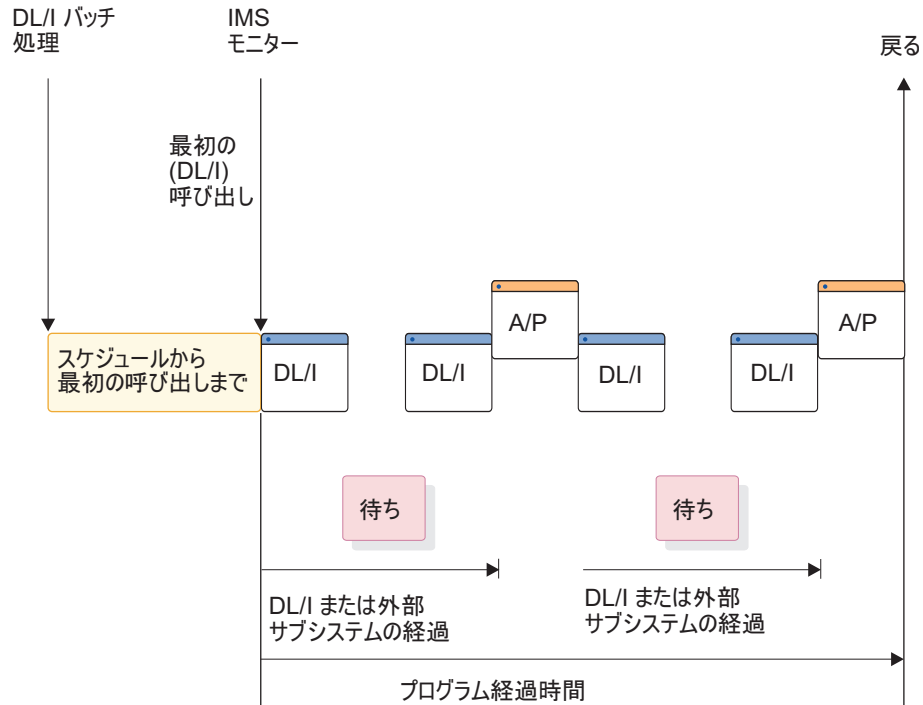 DL/I バッチ
処理
IMS
モニター
戻る
最初の
(DL/I)
呼び出し
スケジュールから
最初の呼び出しまで
DL/I
DL/I
A/P
DL/I
DL/I
A/P
待ち
待ち
DL/I または外部
サブシステムの経過
DL/I または外部
サブシステムの経過
プログラム経過時間